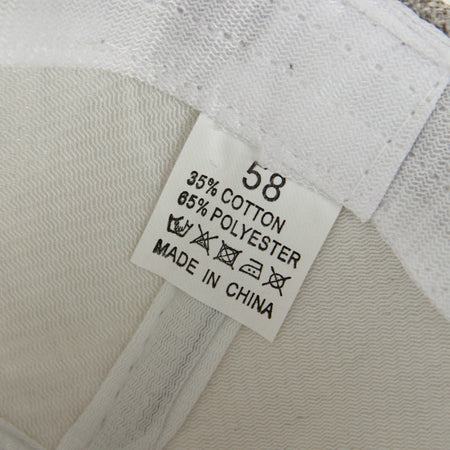 58
35% COTTON
65% POLYESTER
MADE IN CHINA